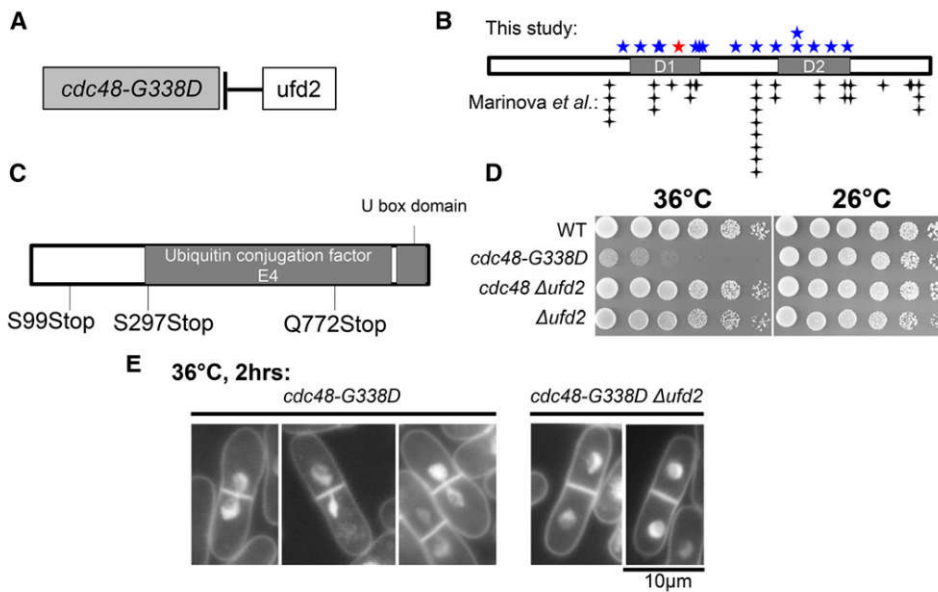 A
cdc48-G338D
ufd2
B
This study:
D1
D2
Marinova et al.:
C
U box domain
Ubiquitin conjugation factor
E4
S99Stop
S297Stop
Q772Stop
D
36°C
26°C
WT
cdc48-G338D
cdc48 Δufd2
Δufd2
E
36°C, 2hrs:
cdc48-G338D
cdc48-G338D Δufd2
10µm